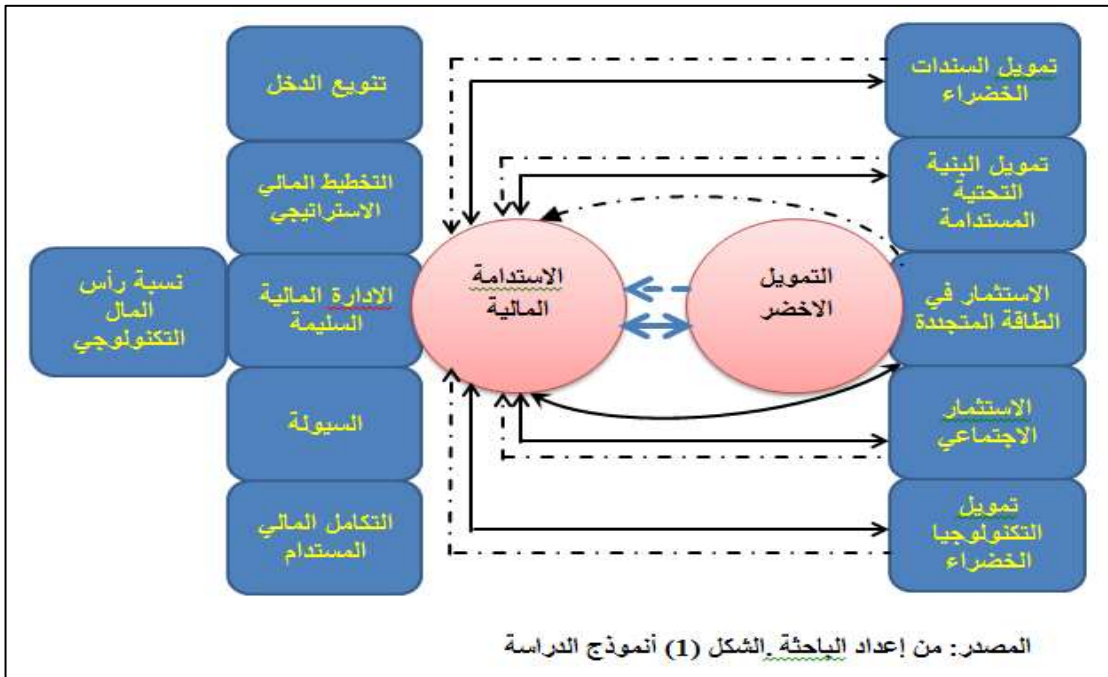 تمويل السندات
الخضراء
تمويل البنية
التحتية
المستدامة
الاستثمار في
الطاقة المتجددة
الاستثمار
الاجتماعي
تمويل
التكنولوجيا
الخضراء
التمويل
الاخضر
الاستدامة
المالية
تنويع الدخل
التخطيط المالي
الاستراتيجي
الادارة المالية
السليمة
السيولة
التكامل المالي
المستدام
نسبة رأس
المال
التكنولوجي
المصدر: من إعداد الباحثة .الشكل (1) أنموذج الدراسة